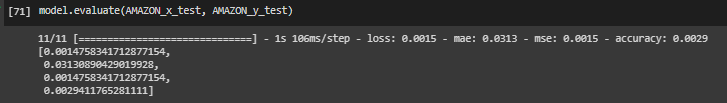 [71] model.evaluate(AMAZON_x_test, AMAZON_y_test)
11/11 [==============================] - 1s 106ms/step - loss: 0.0015 - mae: 0.0313 - mse: 0.0015 - accuracy: 0.0029
[0.0014758341712877154,
0.03130890429019928,
0.0014758341712877154,
0.0029411765281111]